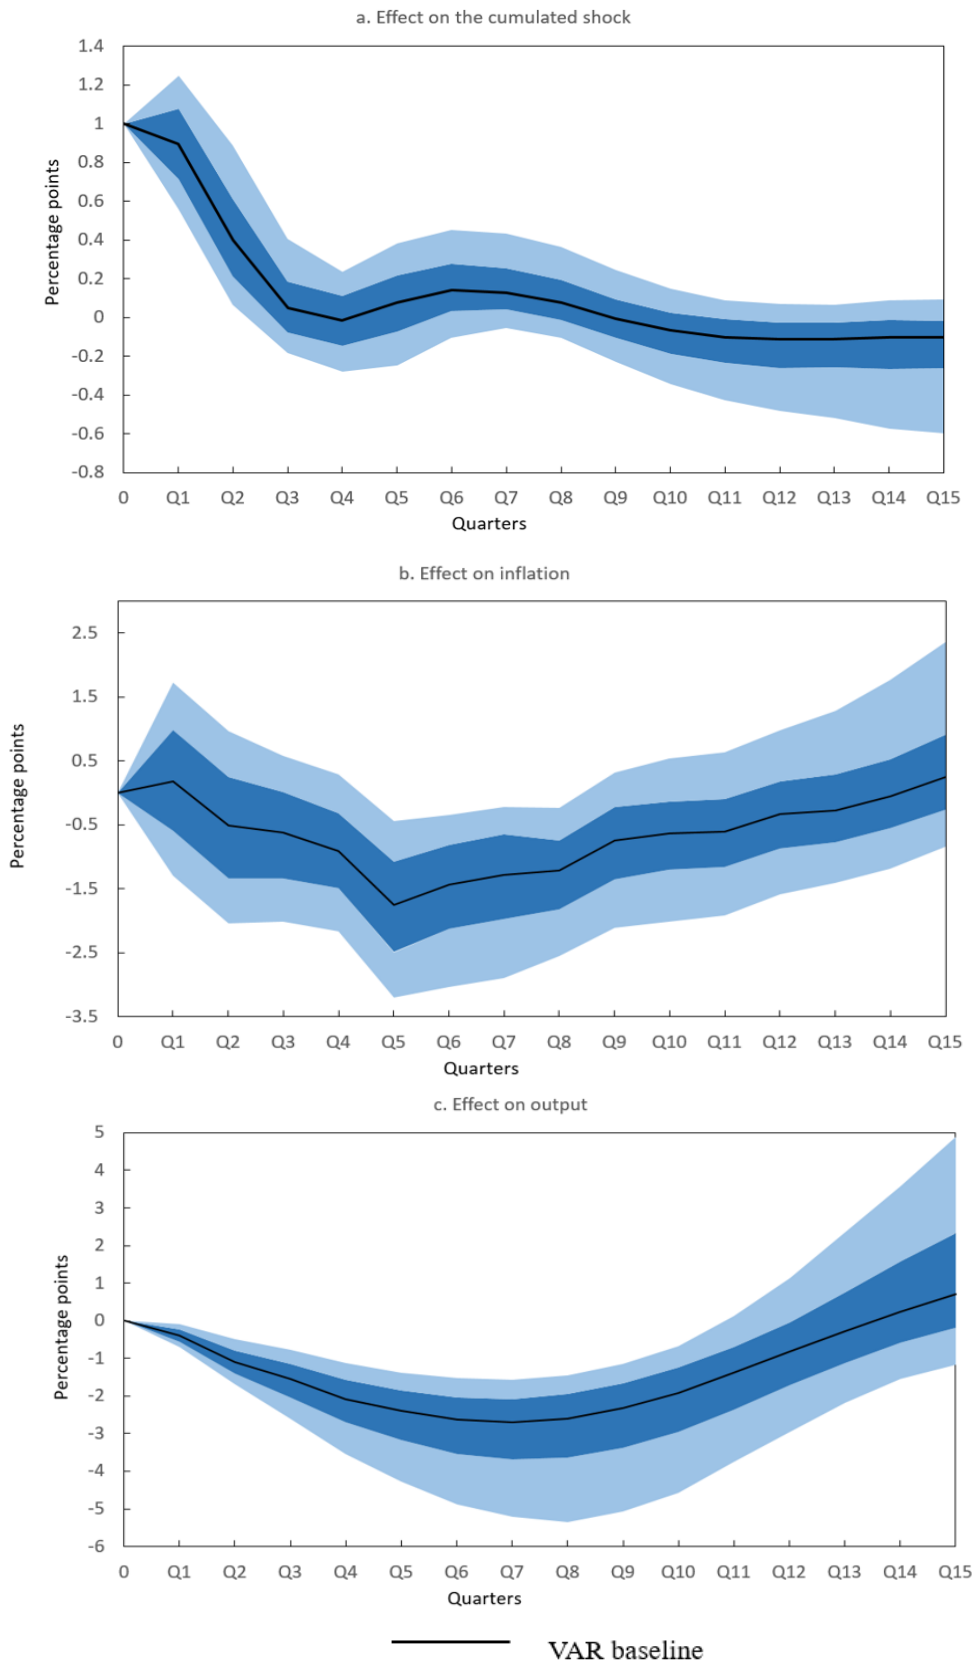 a. Effect on the cumulated shock
1.4
1.2
1
0.8
0.6
0.4
0.2
0
-0.2
-0.4
-0.6
-0.8
Percentage points
0 Q1 Q2 Q3 Q4 Q5 Q6 Q7 Q8 Q9 Q10 Q11 Q12 Q13 Q14 Q15
Quarters
b. Effect on inflation
2.5
1.5
0.5
-0.5
-1.5
-2.5
-3.5
Percentage points
0 Q1 Q2 Q3 Q4 Q5 Q6 Q7 Q8 Q9 Q10 Q11 Q12 Q13 Q14 Q15
Quarters
c. Effect on output
5
4
3
2
1
0
-1
-2
-3
-4
-5
-6
Percentage points
0 Q1 Q2 Q3 Q4 Q5 Q6 Q7 Q8 Q9 Q10 Q11 Q12 Q13 Q14 Q15
Quarters
VAR baseline